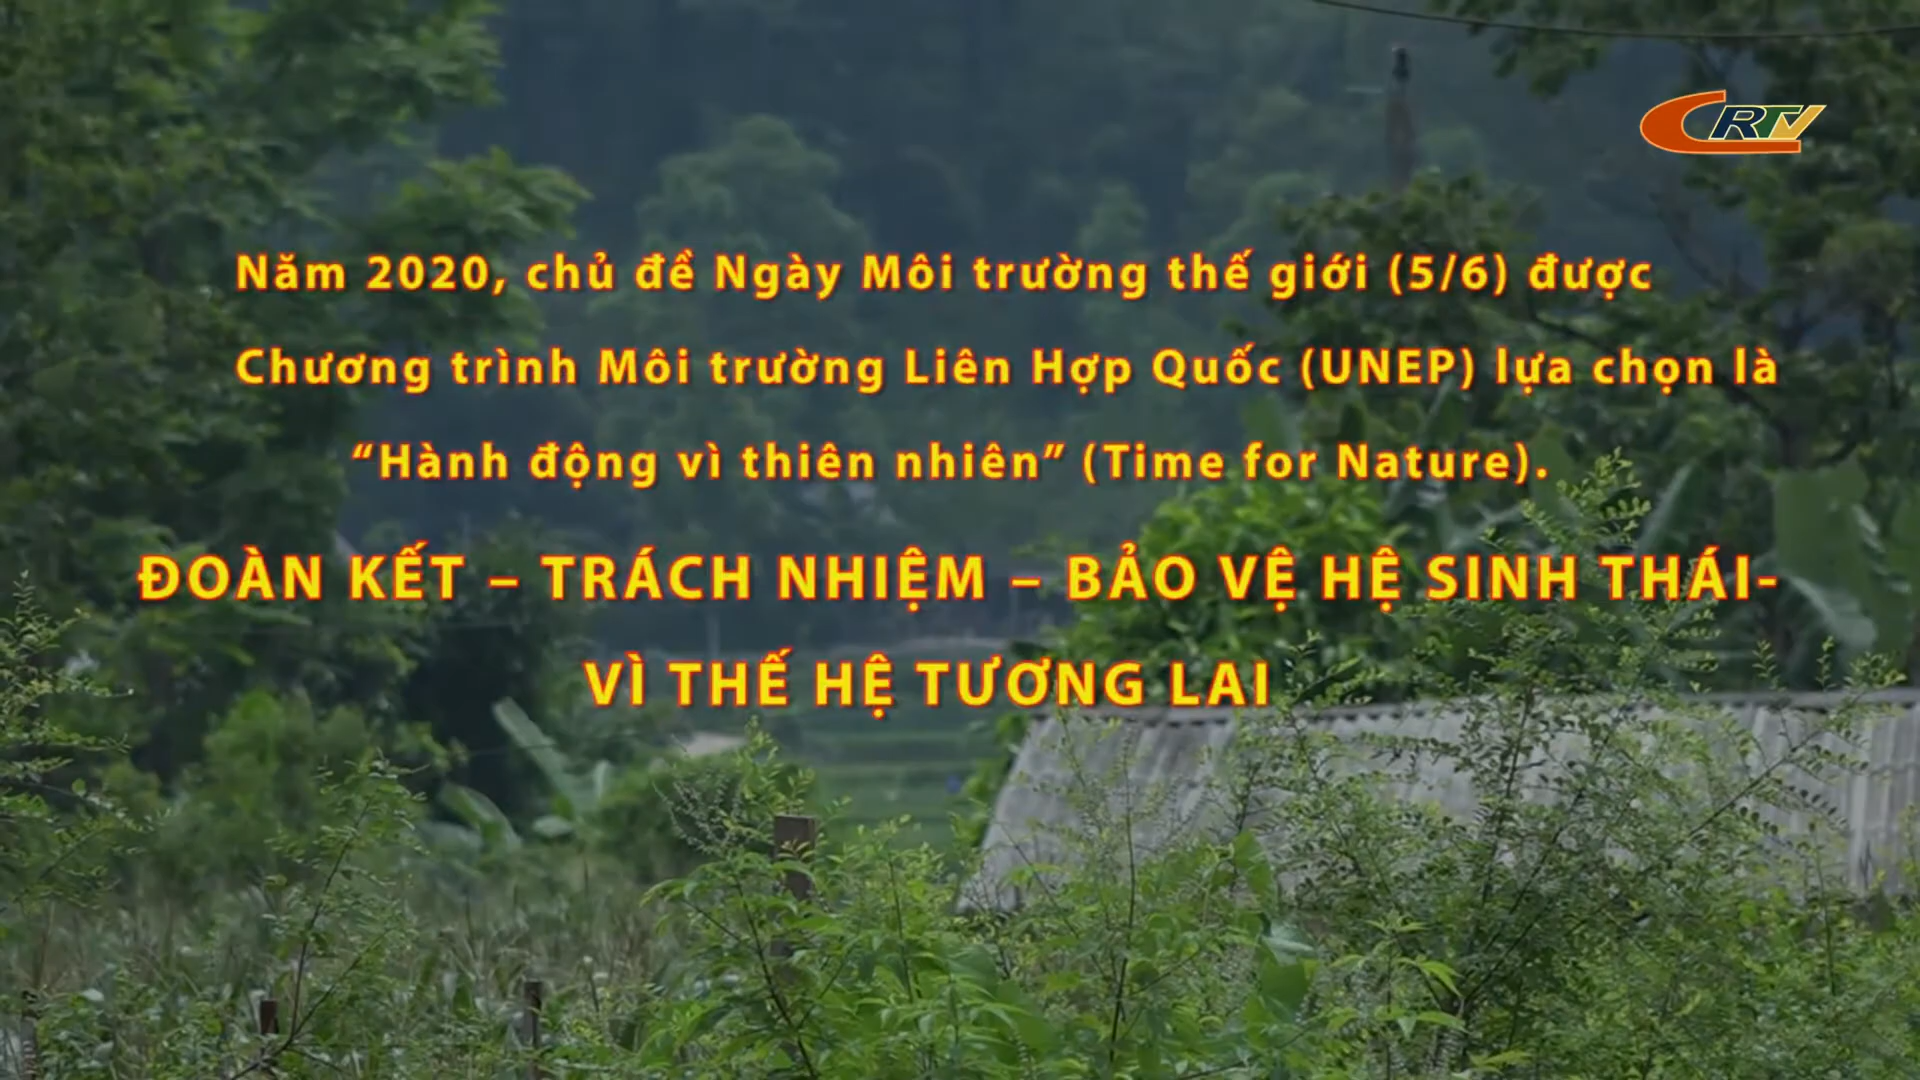 CRTV
Năm 2020, chủ đề Ngày Môi trường thế giới (5/6) được
Chương trình Môi trường Liên Hợp Quốc (UNEP) lựa chọn là
“Hành động vì thiên nhiên” (Time for Nature).
ĐOÀN KẾT – TRÁCH NHIỆM – BẢO VỆ HỆ SINH THÁI-
VÌ THẾ HỆ TƯƠNG LAI